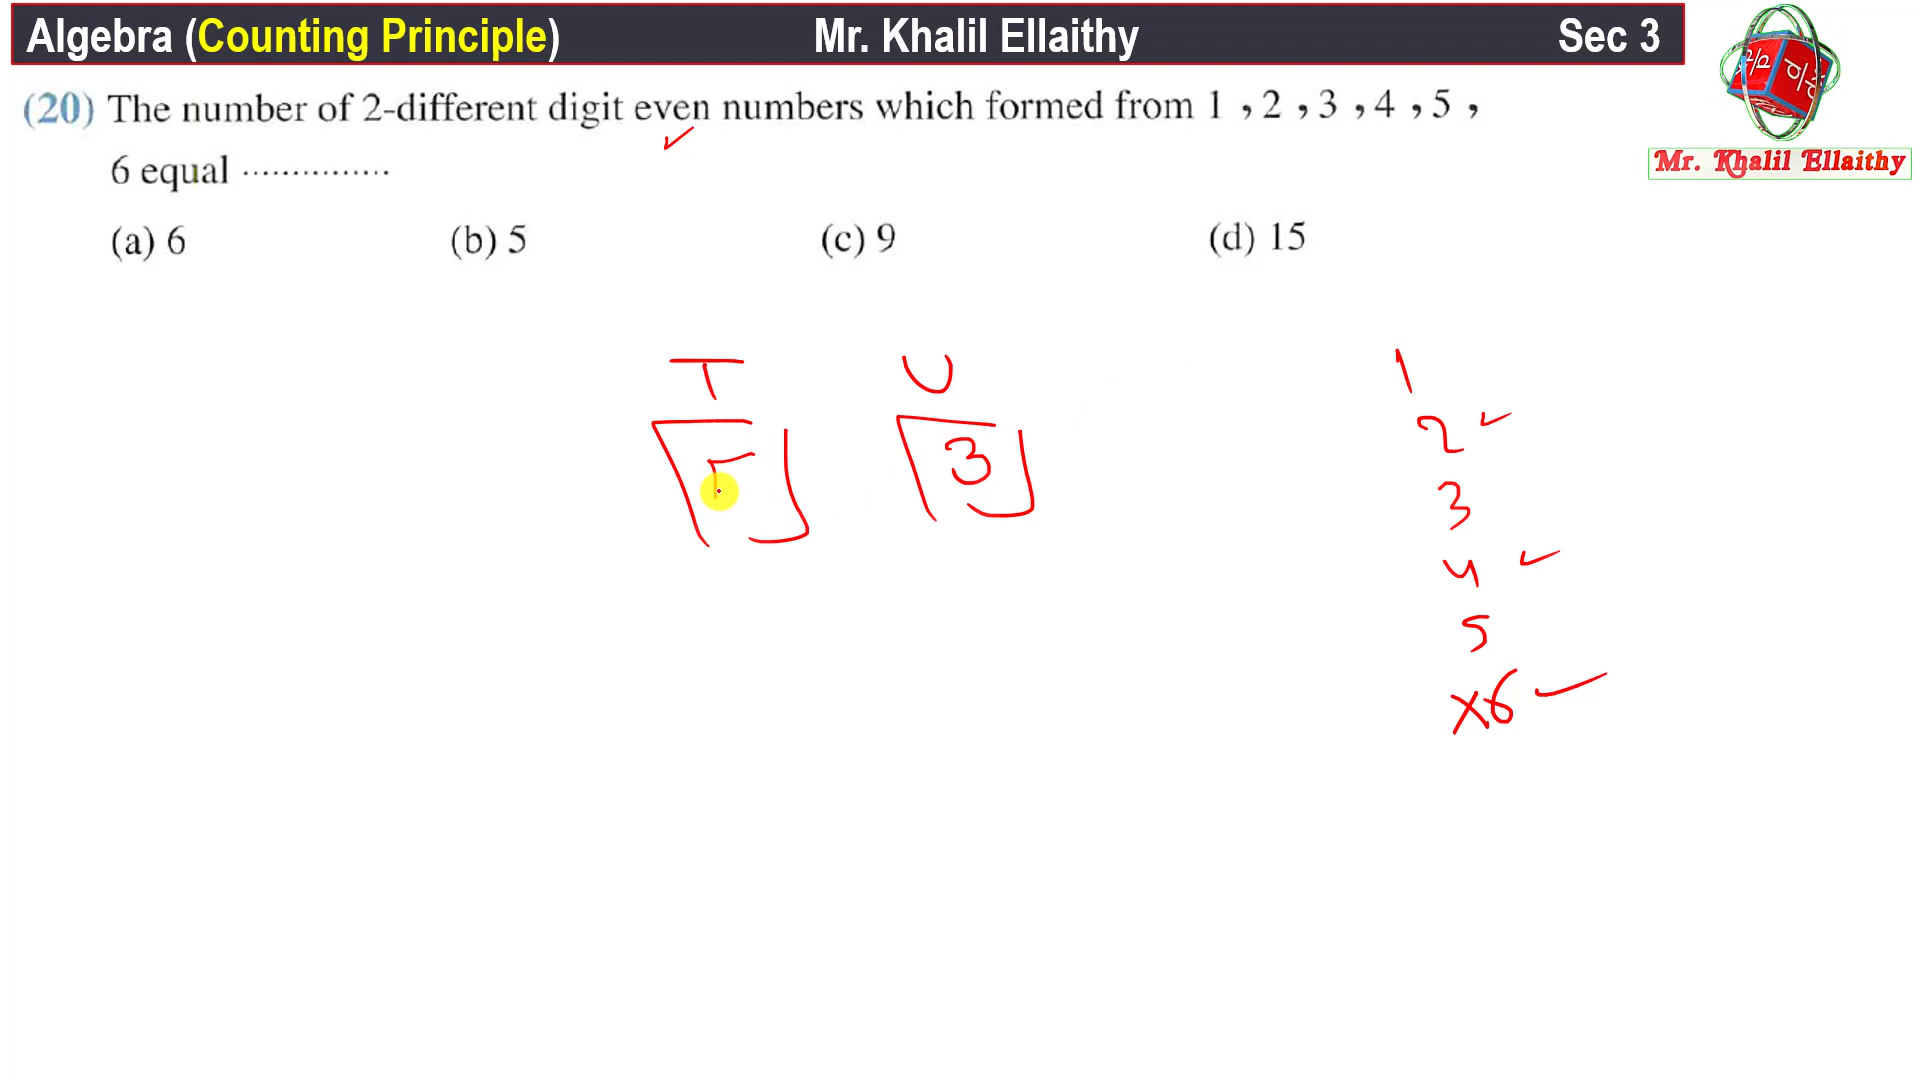 Algebra (Counting Principle) Mr. Khalil Ellaithy Sec 3
Mr. Khalil Ellaithy
(20) The number of 2-different digit even numbers which formed from 1 , 2 , 3 , 4 , 5 ,
6 equal ...............
(a) 6 (b) 5 (c) 9 (d) 15
T U
3
1
2 ✓
3
4 ✓
5
×6 ✓